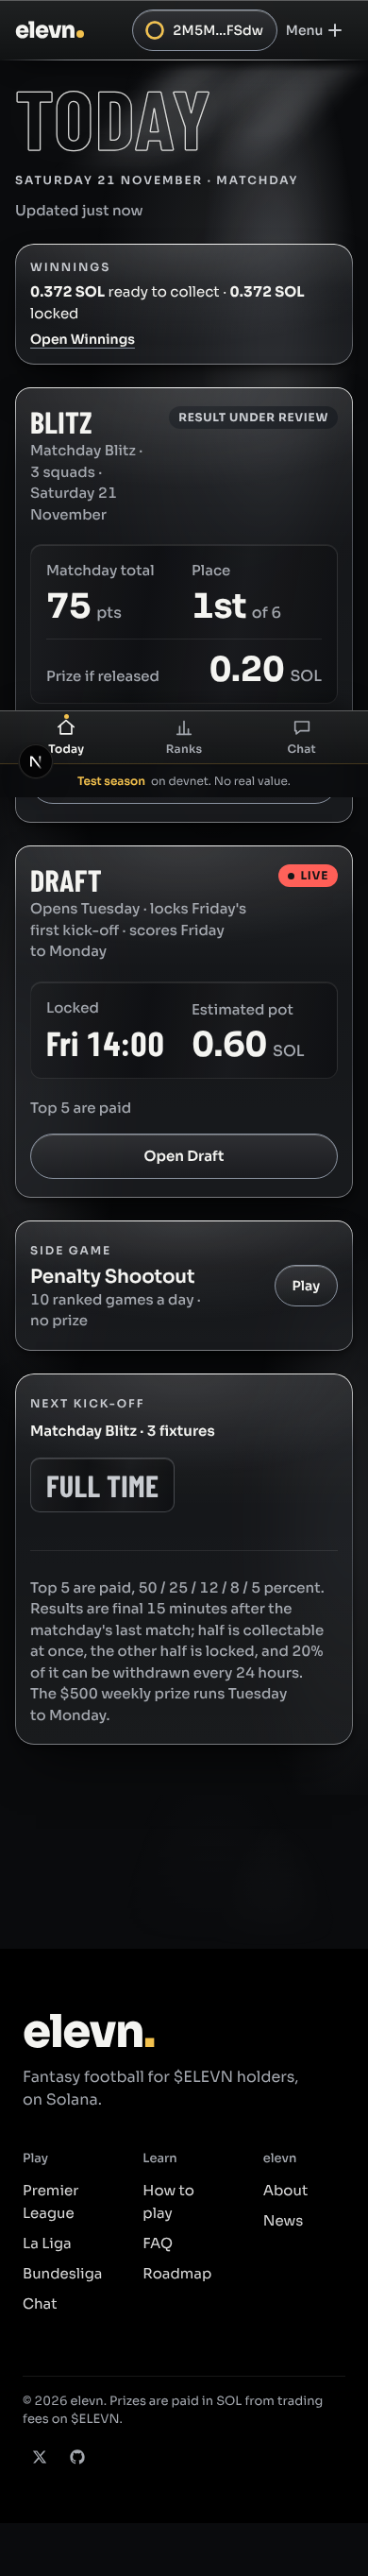 elevn.
2M5M...FSdw
Menu +
TODAY
SATURDAY 21 NOVEMBER · MATCHDAY
Updated just now
WINNINGS
0.372 SOL ready to collect · 0.372 SOL
locked
Open Winnings
BLITZ
RESULT UNDER REVIEW
Matchday Blitz ·
3 squads ·
Saturday 21
November
Matchday total
Place
75 pts
1st of 6
Prize if released
0.20 SOL
Today
Ranks
Chat
N
Test season on devnet. No real value.
DRAFT
LIVE
Opens Tuesday · locks Friday's
first kick-off · scores Friday
to Monday
Locked
Estimated pot
Fri 14:00
0.60 SOL
Top 5 are paid
Open Draft
SIDE GAME
Penalty Shootout
10 ranked games a day ·
no prize
Play
NEXT KICK-OFF
Matchday Blitz · 3 fixtures
FULL TIME
Top 5 are paid, 50 / 25 / 12 / 8 / 5 percent.
Results are final 15 minutes after the
matchday's last match; half is collectable
at once, the other half is locked, and 20%
of it can be withdrawn every 24 hours.
The $500 weekly prize runs Tuesday
to Monday.
elevn.
Fantasy football for $ELEVN holders,
on Solana.
Play
Learn
elevn
Premier
League
La Liga
Bundesliga
Chat
How to
play
FAQ
Roadmap
About
News
© 2026 elevn. Prizes are paid in SOL from trading
fees on $ELEVN.